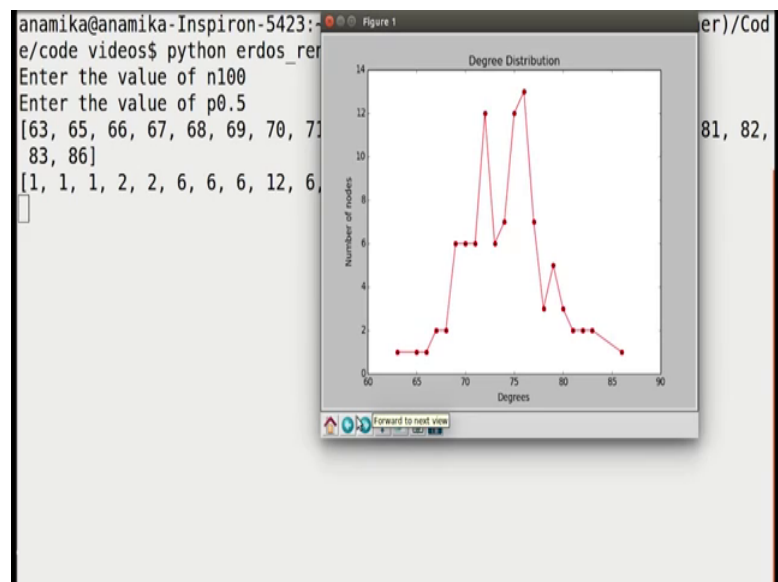 anamika@anamika-Inspiron-5423:~
er)/Cod
e/code videos$ python erdos_rer
Enter the value of n100
Enter the value of p0.5
[63, 65, 66, 67, 68, 69, 70, 71
81, 82,
83, 86]
[1, 1, 1, 2, 2, 6, 6, 6, 12, 6,
Figure 1
Degree Distribution
14
12
10
8
6
4
2
0
Number of nodes
60 65 70 75 80 85 90
Degrees
Forward to next view